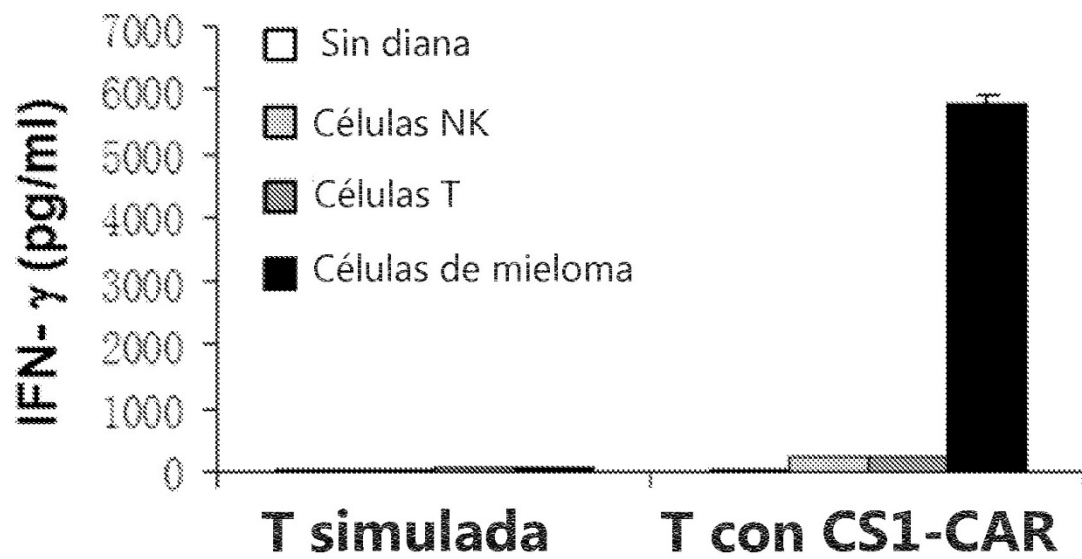 IFN- γ (pg/ml)
7000
6000
5000
4000
3000
2000
1000
0
Sin diana
Células NK
Células T
Células de mieloma
T simulada
T con CS1-CAR